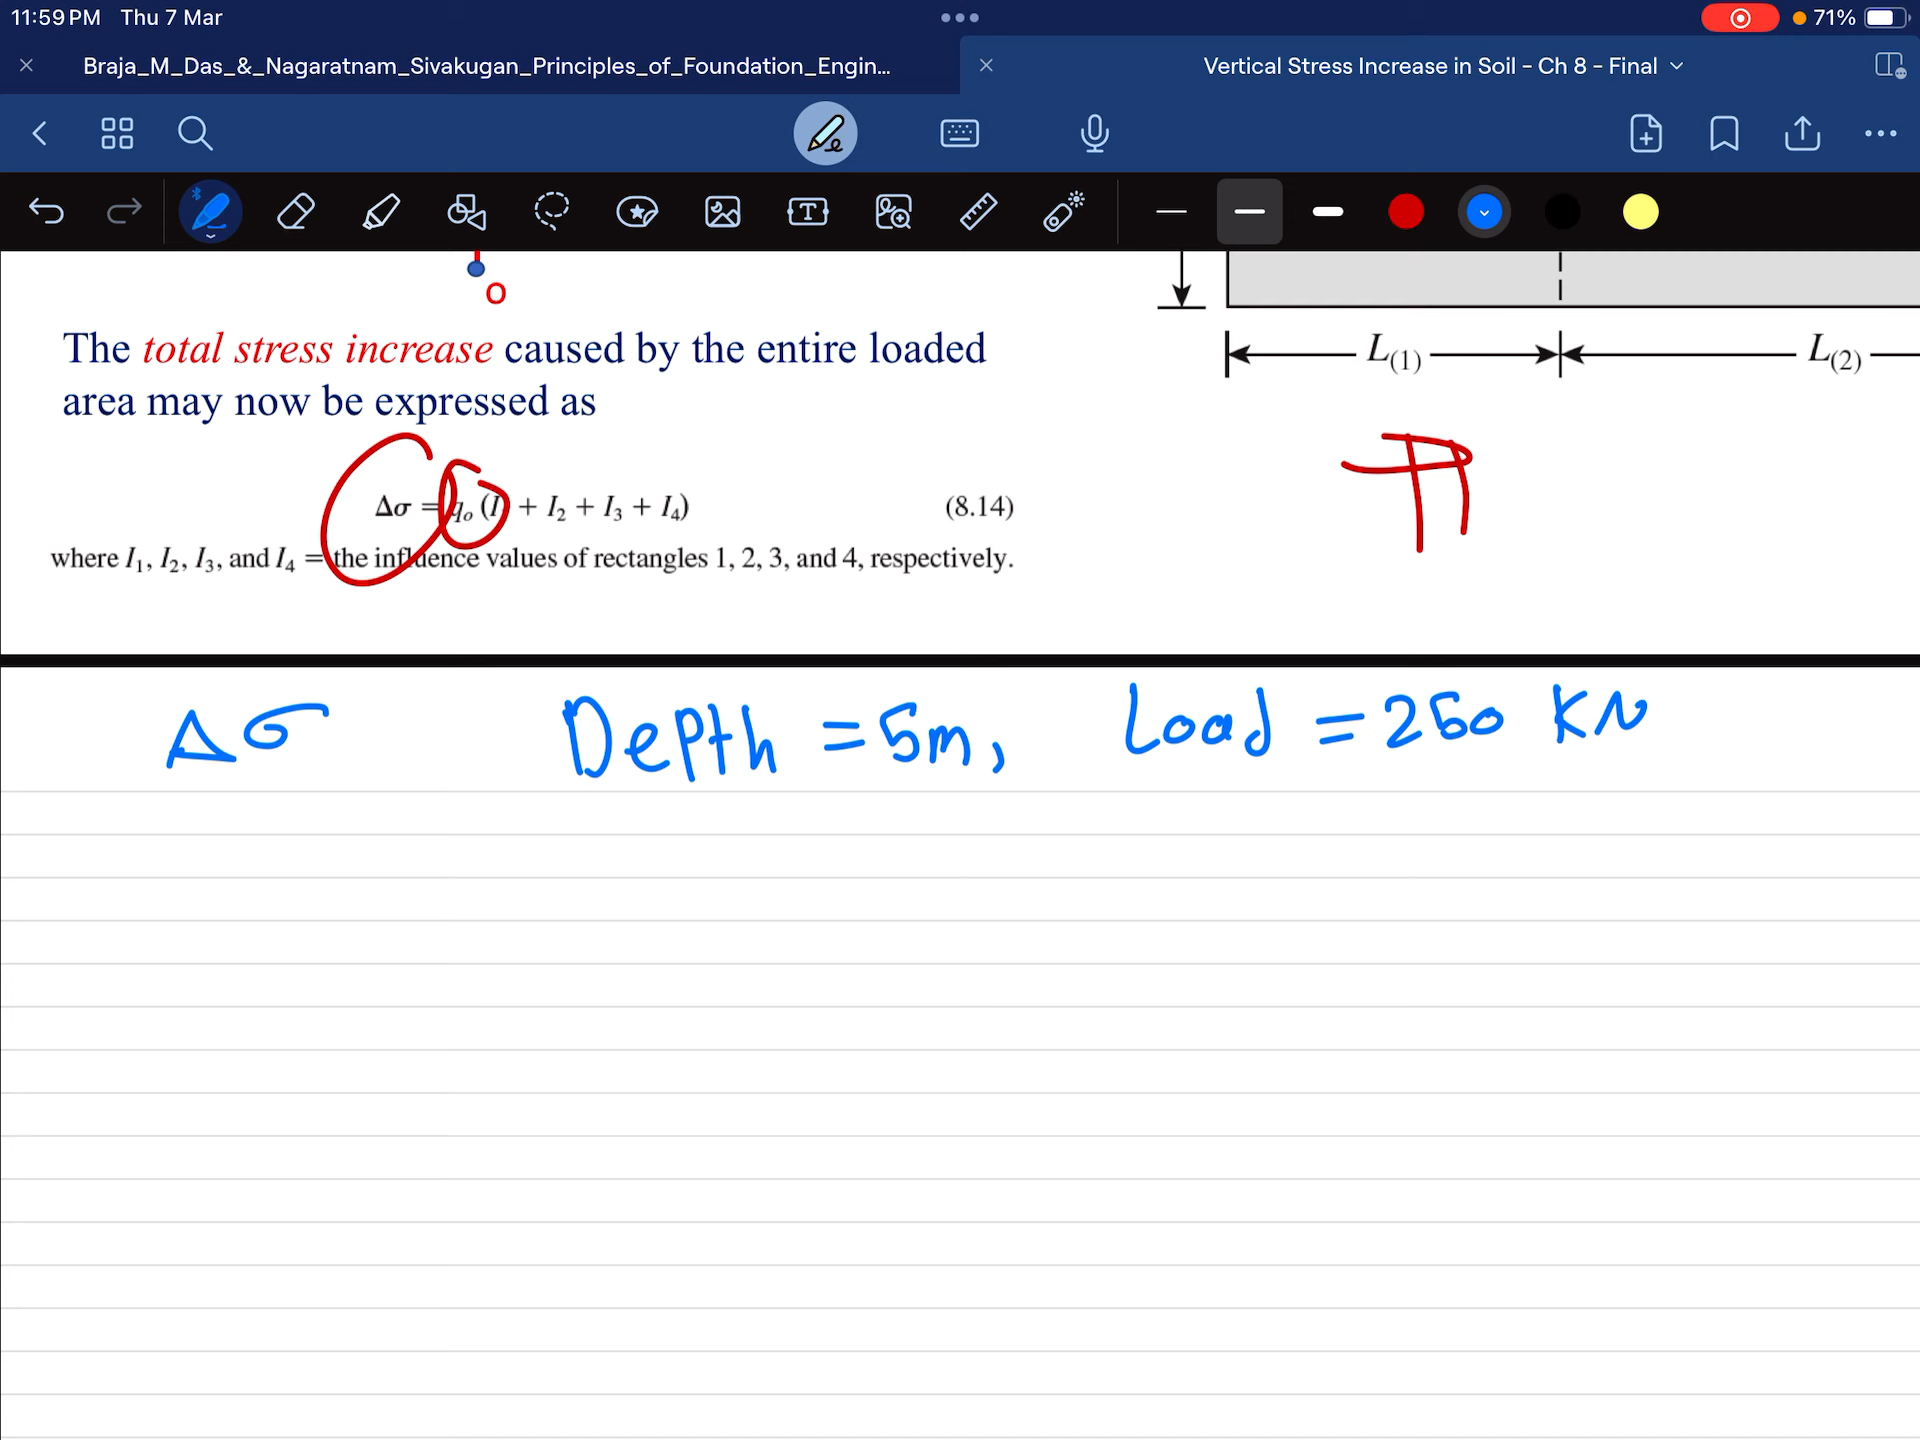 11:59 PM Thu 7 Mar
71%
Braja_M_Das_&_Nagaratnam_Sivakugan_Principles_of_Foundation_Engin...
Vertical Stress Increase in Soil - Ch 8 - Final
O
The total stress increase caused by the entire loaded
area may now be expressed as
L(1)
L(2)
Δσ = qo (I1 + I2 + I3 + I4) (8.14)
where I1, I2, I3, and I4 = the influence values of rectangles 1, 2, 3, and 4, respectively.
Δσ Depth = 5m, Load = 250 KN